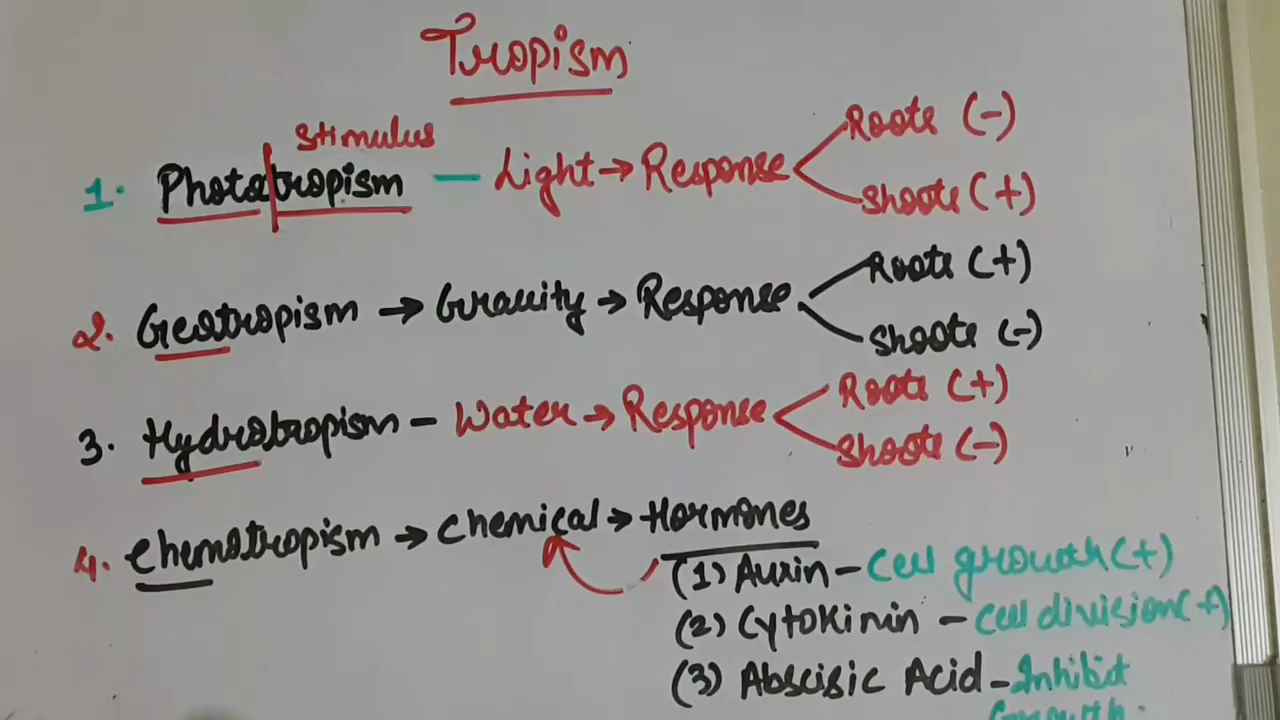 Tropism
stimulus
1. Phototropism - Light → Response
Roots (-)
Shoots (+)
2. Geotropism → Gravity → Response
Roots (+)
Shoots (-)
3. Hydrotropism - Water → Response
Roots (+)
Shoots (-)
4. Chemotropism → Chemical → Hormones
(1) Auxin - Cell growth (+)
(2) Cytokinin - Cell division (+)
(3) Abscisic Acid - Inhibit
Growth.